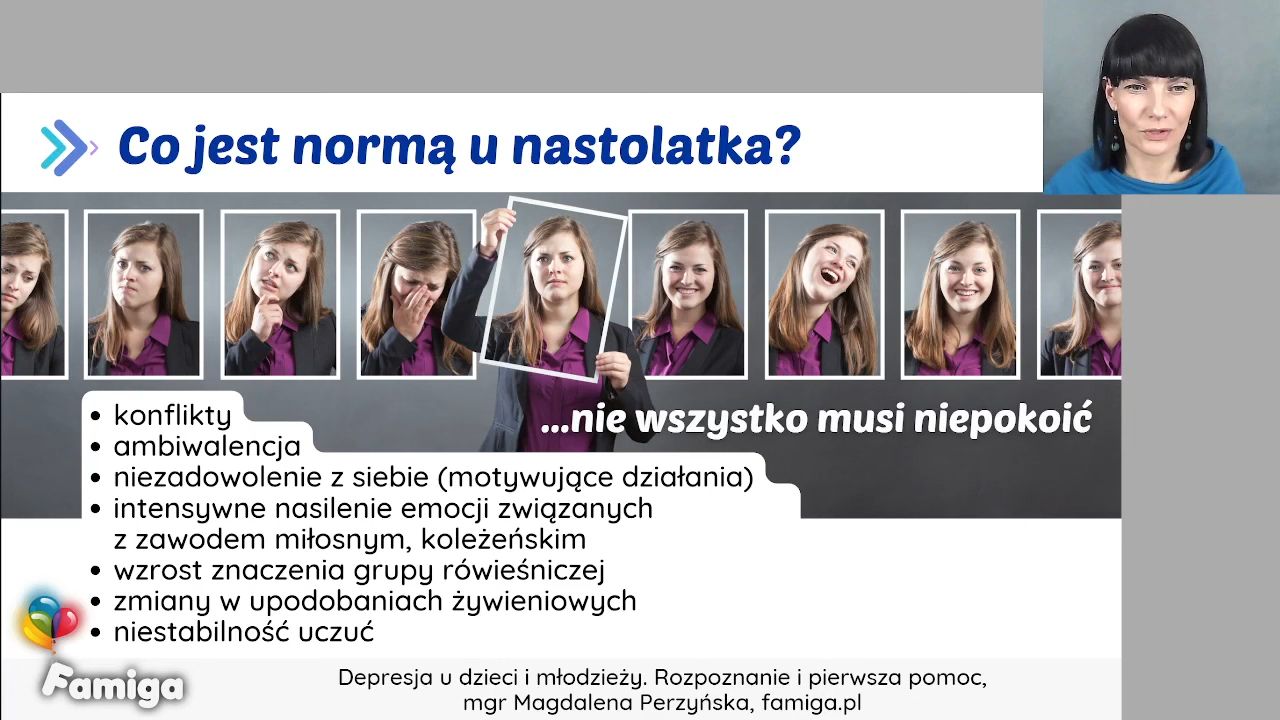 Co jest normą u nastolatka?
...nie wszystko musi niepokoić
• konflikty
• ambiwalencja
• niezadowolenie z siebie (motywujące działania)
• intensywne nasilenie emocji związanych
z zawodem miłosnym, koleżeńskim
• wzrost znaczenia grupy rówieśniczej
• zmiany w upodobaniach żywieniowych
• niestabilność uczuć
Famiga
Depresja u dzieci i młodzieży. Rozpoznanie i pierwsza pomoc,
mgr Magdalena Perzyńska, famiga.pl